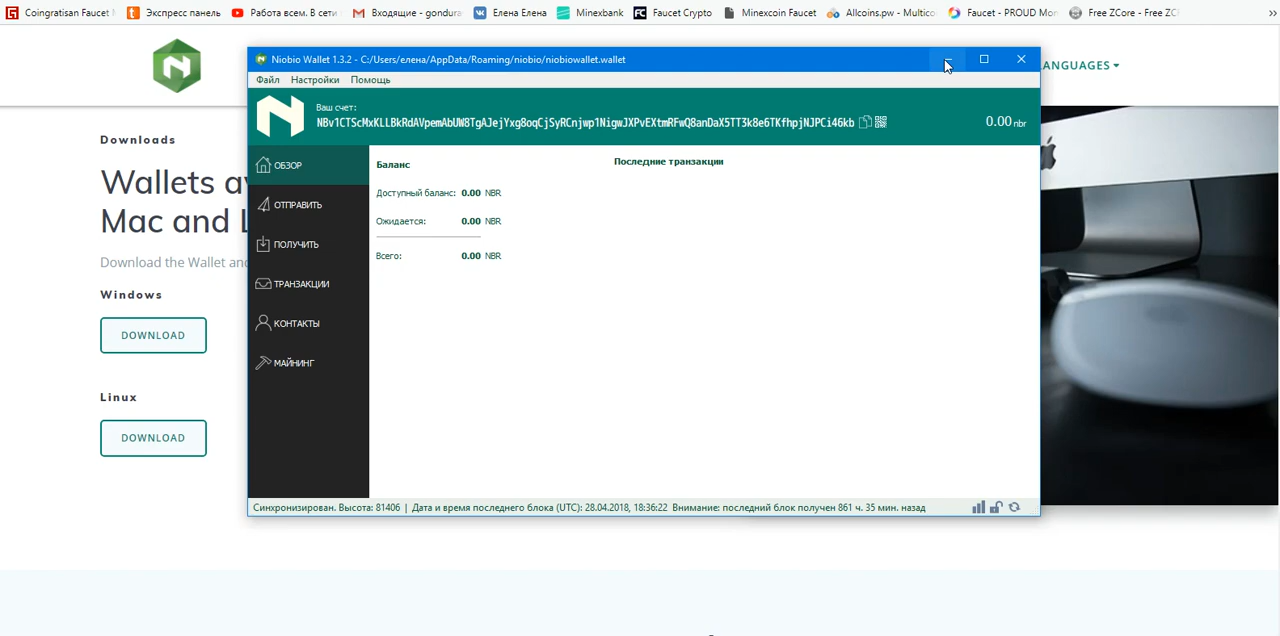 Coingratisan Faucet
Экспресс панель
Работа всем. В сети
Входящие - gondura
Елена Елена
Minexbank
Faucet Crypto
Minexcoin Faucet
Allcoins.pw - Multico
Faucet - PROUD Mon
Free ZCore - Free ZC
»
LANGUAGES
Downloads
Wallets av
Mac and L
Download the Wallet and
Windows
DOWNLOAD
Linux
DOWNLOAD
Niobio Wallet 1.3.2 - C:/Users/елена/AppData/Roaming/niobio/niobiowallet.wallet
Файл Настройки Помощь
Ваш счет:
NBv1CTScMxKLLBkRdAVpemAbUW8TgAJejYxg8oqCjSyRCnjwp1NigwJXPvEXtmRFwQ8anDaX5TT3k8e6TKfhpjNJPCi46kb
0.00 nbr
ОБЗОР
ОТПРАВИТЬ
ПОЛУЧИТЬ
ТРАНЗАКЦИИ
КОНТАКТЫ
МАЙНИНГ
Баланс
Доступный баланс: 0.00 NBR
Ожидается: 0.00 NBR
Всего: 0.00 NBR
Последние транзакции
Синхронизирован. Высота: 81406 | Дата и время последнего блока (UTC): 28.04.2018, 18:36:22 Внимание: последний блок получен 861 ч. 35 мин. назад